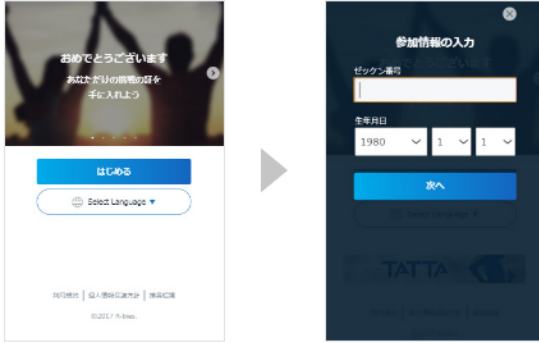 おめでとうございます
あなただけの挑戦の証を
手に入れよう
はじめる
Select Language ▼
利用規約 | 個人情報保護方針 | 推奨環境
©2017 R-bies.
参加情報の入力
ゼッケン番号
生年月日
1980 1 1
次へ
Select Language ▼
TATTA